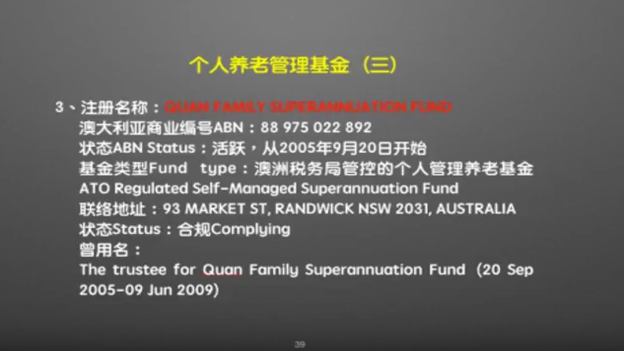 个人养老管理基金（三）
3、注册名称：QUAN FAMILY SUPERANNUATION FUND
澳大利亚商业编号ABN：88 975 022 892
状态ABN Status：活跃，从2005年9月20日开始
基金类型Fund type：澳洲税务局管控的个人管理养老基金
ATO Regulated Self-Managed Superannuation Fund
联络地址：93 MARKET ST, RANDWICK NSW 2031, AUSTRALIA
状态Status：合规Complying
曾用名：
The trustee for Quan Family Superannuation Fund (20 Sep
2005-09 Jun 2009)
39